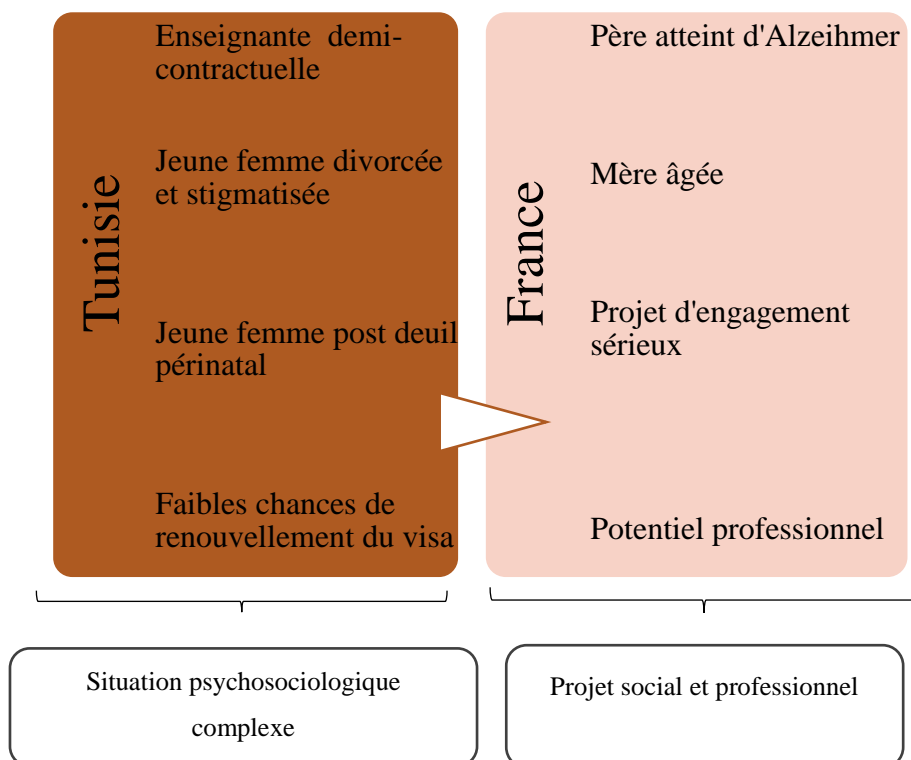 Tunisie
Enseignante demi-
contractuelle
Jeune femme divorcée
et stigmatisée
Jeune femme post deuil
périnatal
Faibles chances de
renouvellement du visa
France
Père atteint d'Alzeihmer
Mère âgée
Projet d'engagement
sérieux
Potentiel professionnel
Situation psychosociologique
complexe
Projet social et professionnel